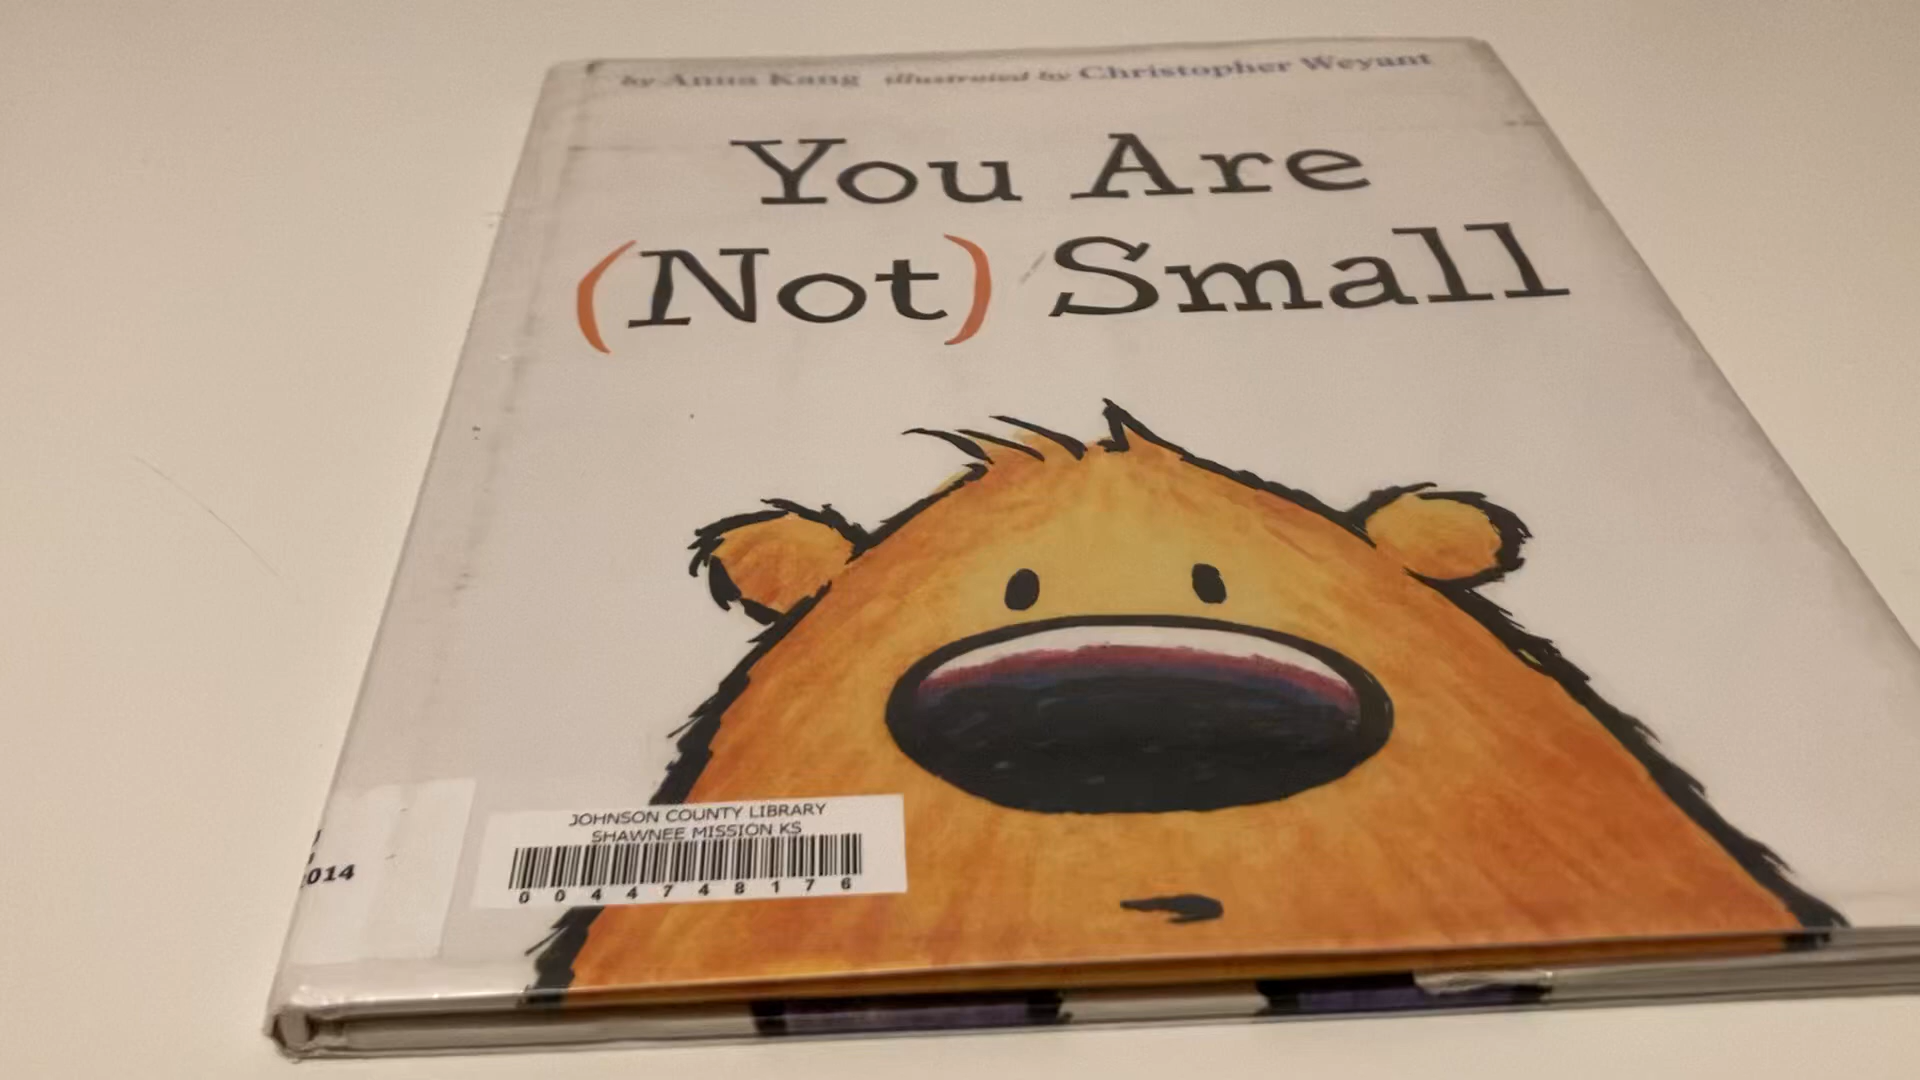 by Anna Kang illustrated by Christopher Weyant
You Are
(Not) Small
JOHNSON COUNTY LIBRARY
SHAWNEE MISSION KS
0 0 4 4 7 4 8 1 7 6
2014